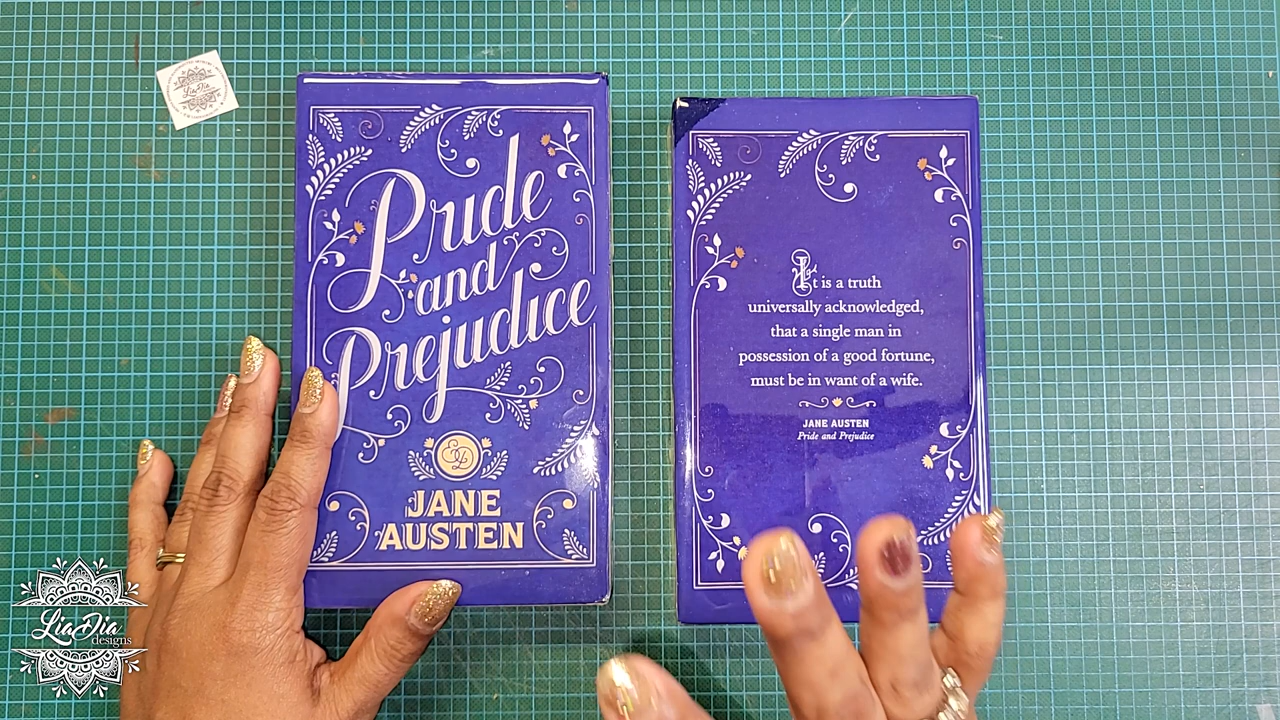 Pride
and
Prejudice
JANE
AUSTEN
It is a truth
universally acknowledged,
that a single man in
possession of a good fortune,
must be in want of a wife.
JANE AUSTEN
Pride and Prejudice
LiaDia
designs